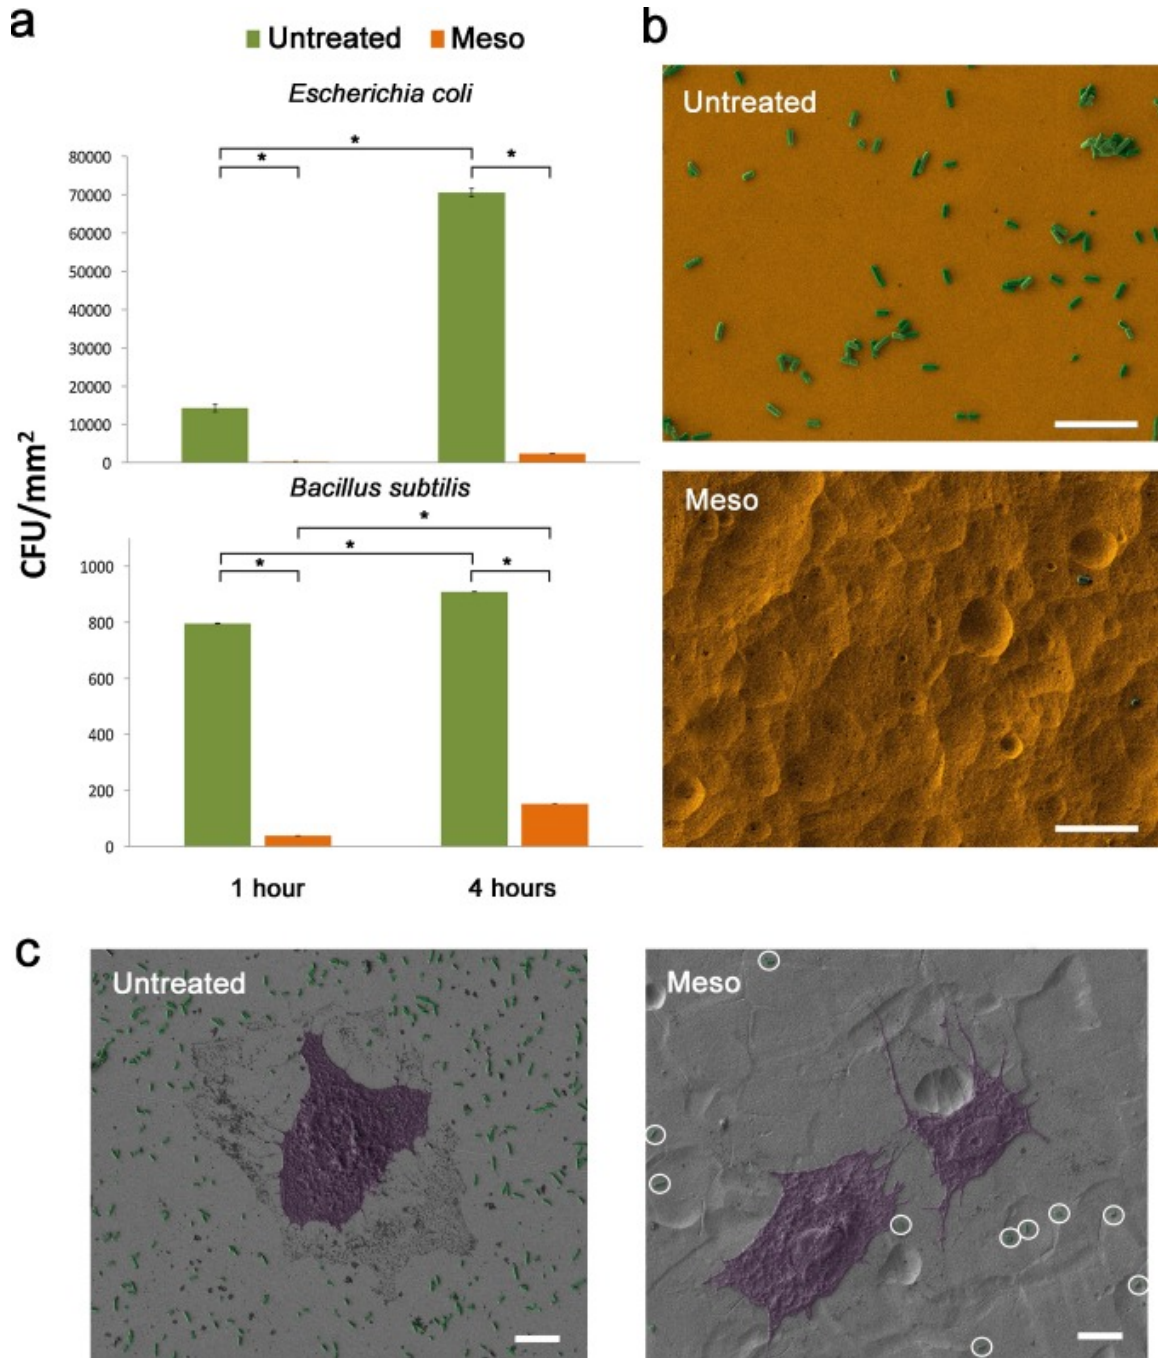 a
Untreated Meso
Escherichia coli
* * *
80000
70000
60000
50000
40000
30000
20000
10000
0
CFU/mm²
Bacillus subtilis
*
*
* *
1000
800
600
400
200
0
1 hour 4 hours
b
Untreated
Meso
c
Untreated
Meso